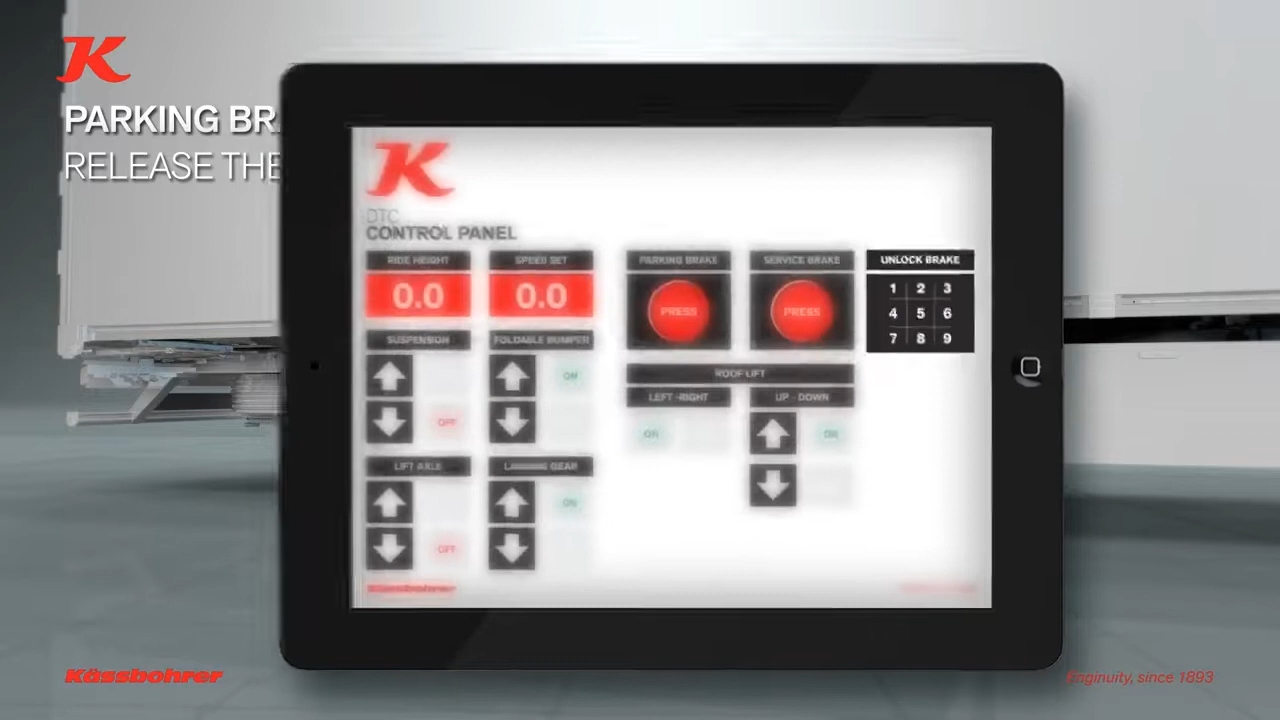 K
PARKING BR
RELEASE THE
K
DTC
CONTROL PANEL
RIDE HEIGHT
SPEED SET
PARKING BRAKE
SERVICE BRAKE
UNLOCK BRAKE
0.0
0.0
PRESS
PRESS
1 2 3
4 5 6
7 8 9
SUSPENSION
FOLDABLE BUMPER
ON
OFF
ROOF LIFT
LEFT -RIGHT
UP - DOWN
ON
ON
LIFT AXLE
GEAR
ON
OFF
Kässbohrer
Kässbohrer
Enginuity, since 1893